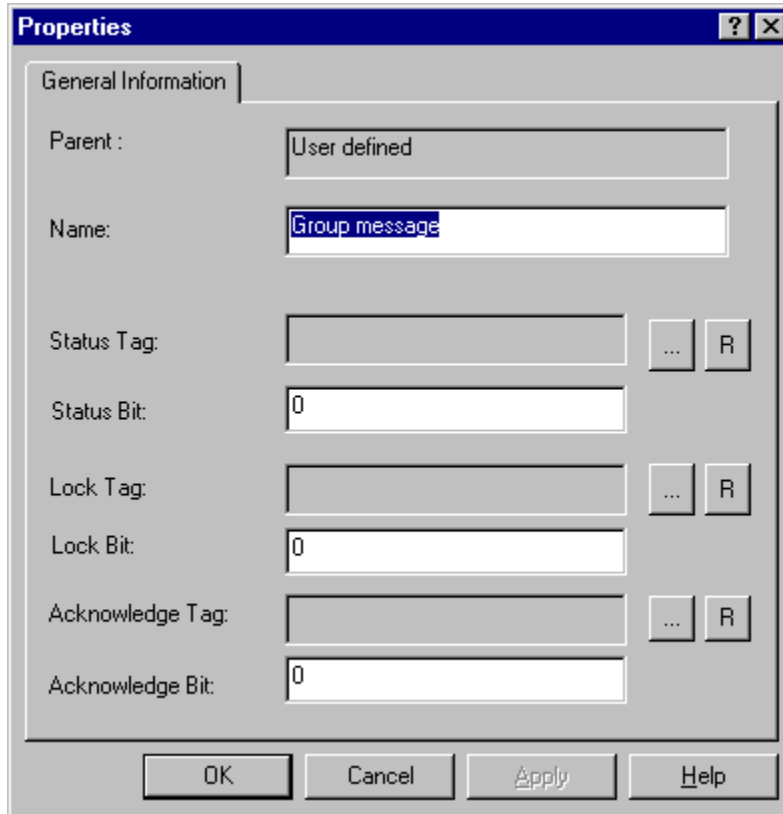 Properties
General Information
Parent : User defined
Name: Group message
Status Tag: ... R
Status Bit: 0
Lock Tag: ... R
Lock Bit: 0
Acknowledge Tag: ... R
Acknowledge Bit: 0
OK Cancel Apply Help